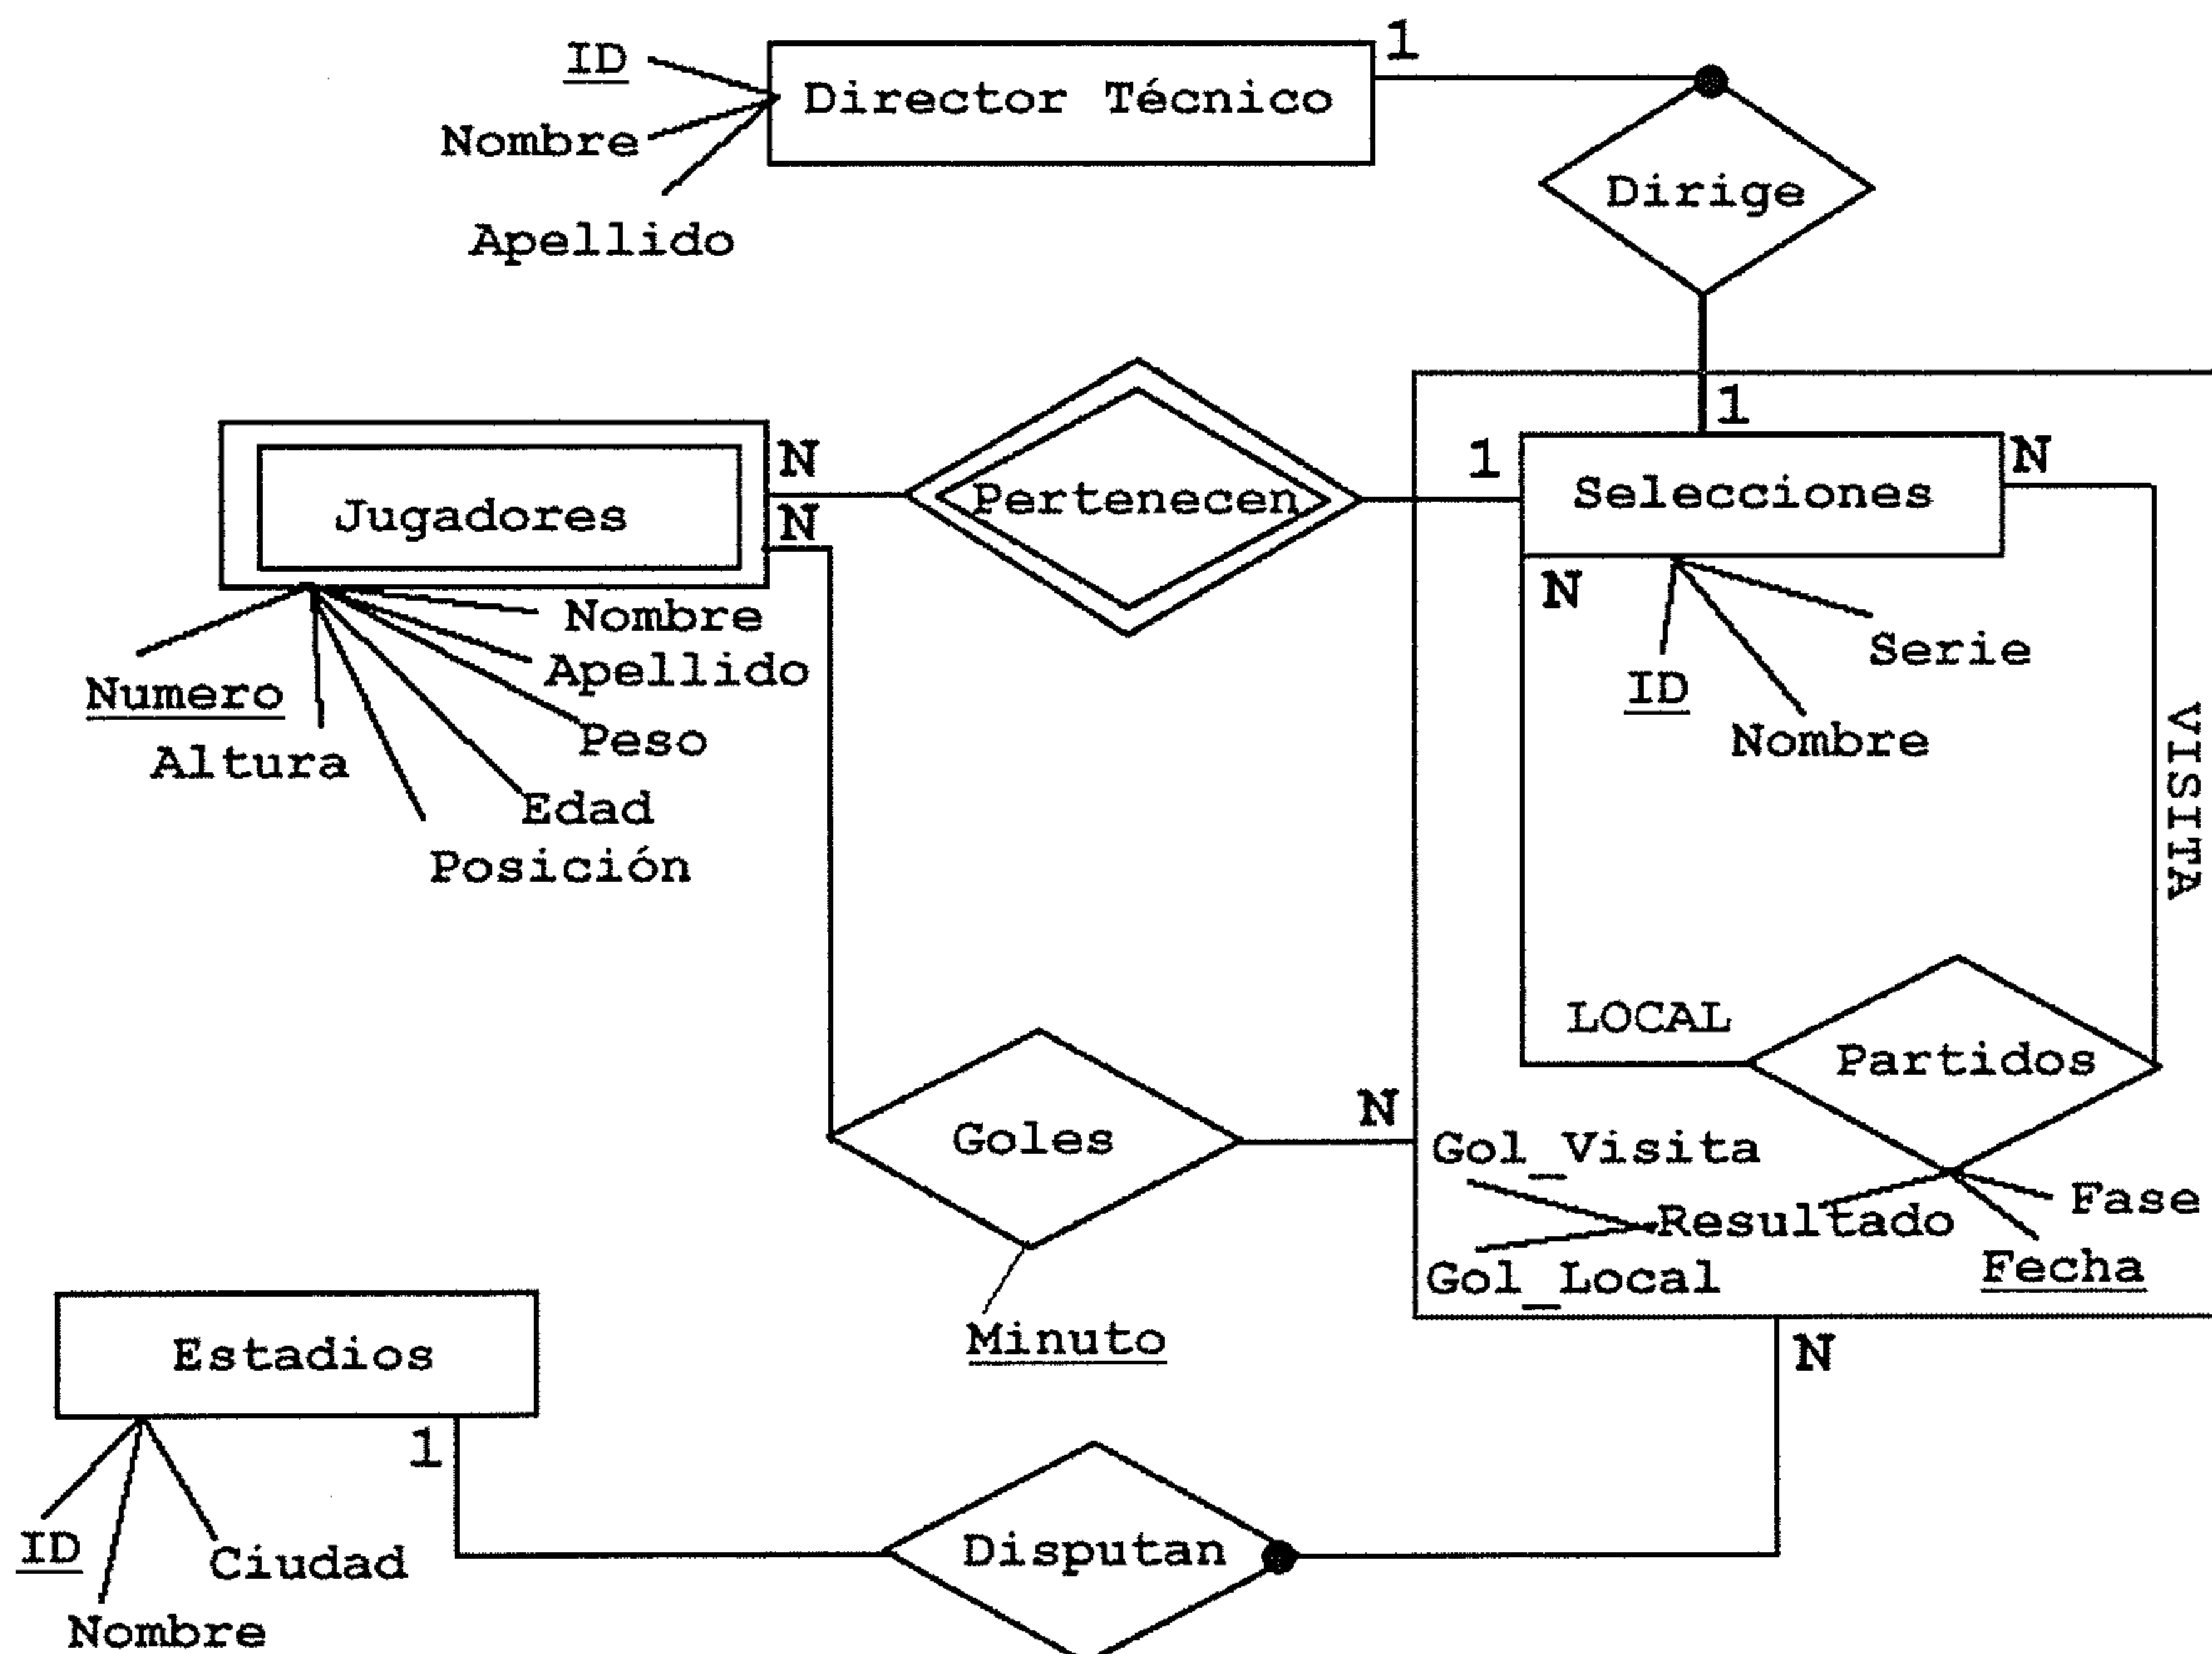 1
ID
Director Técnico
Nombre
Dirige
Apellido
1
N
1
N
Pertenecen
Selecciones
Jugadores
N
N
Nombre
Serie
Apellido
ID
Numero
Peso
Nombre
Altura
VISITA
Edad
Posición
LOCAL
Partidos
N
Goles
Gol_Visita
Fase
Resultado
Fecha
Gol_Local
Minuto
N
Estadios
1
Disputan
ID
Ciudad
Nombre